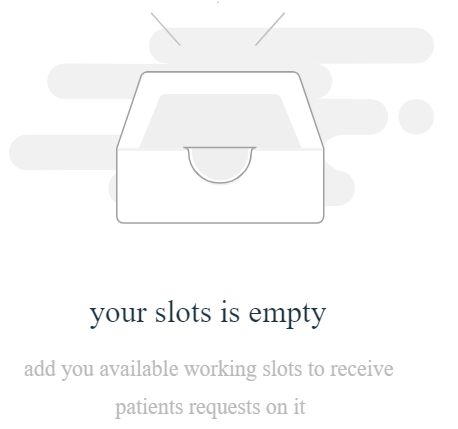 your slots is empty
add you available working slots to receive
patients requests on it